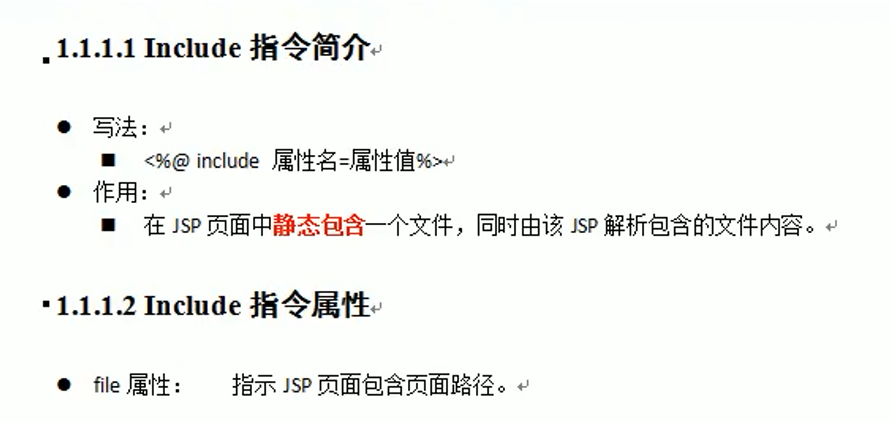 1.1.1.1 Include 指令简介
写法：
<%@ include 属性名=属性值%>
作用：
在 JSP 页面中静态包含一个文件，同时由该 JSP 解析包含的文件内容。
1.1.1.2 Include 指令属性
file 属性： 指示 JSP 页面包含页面路径。